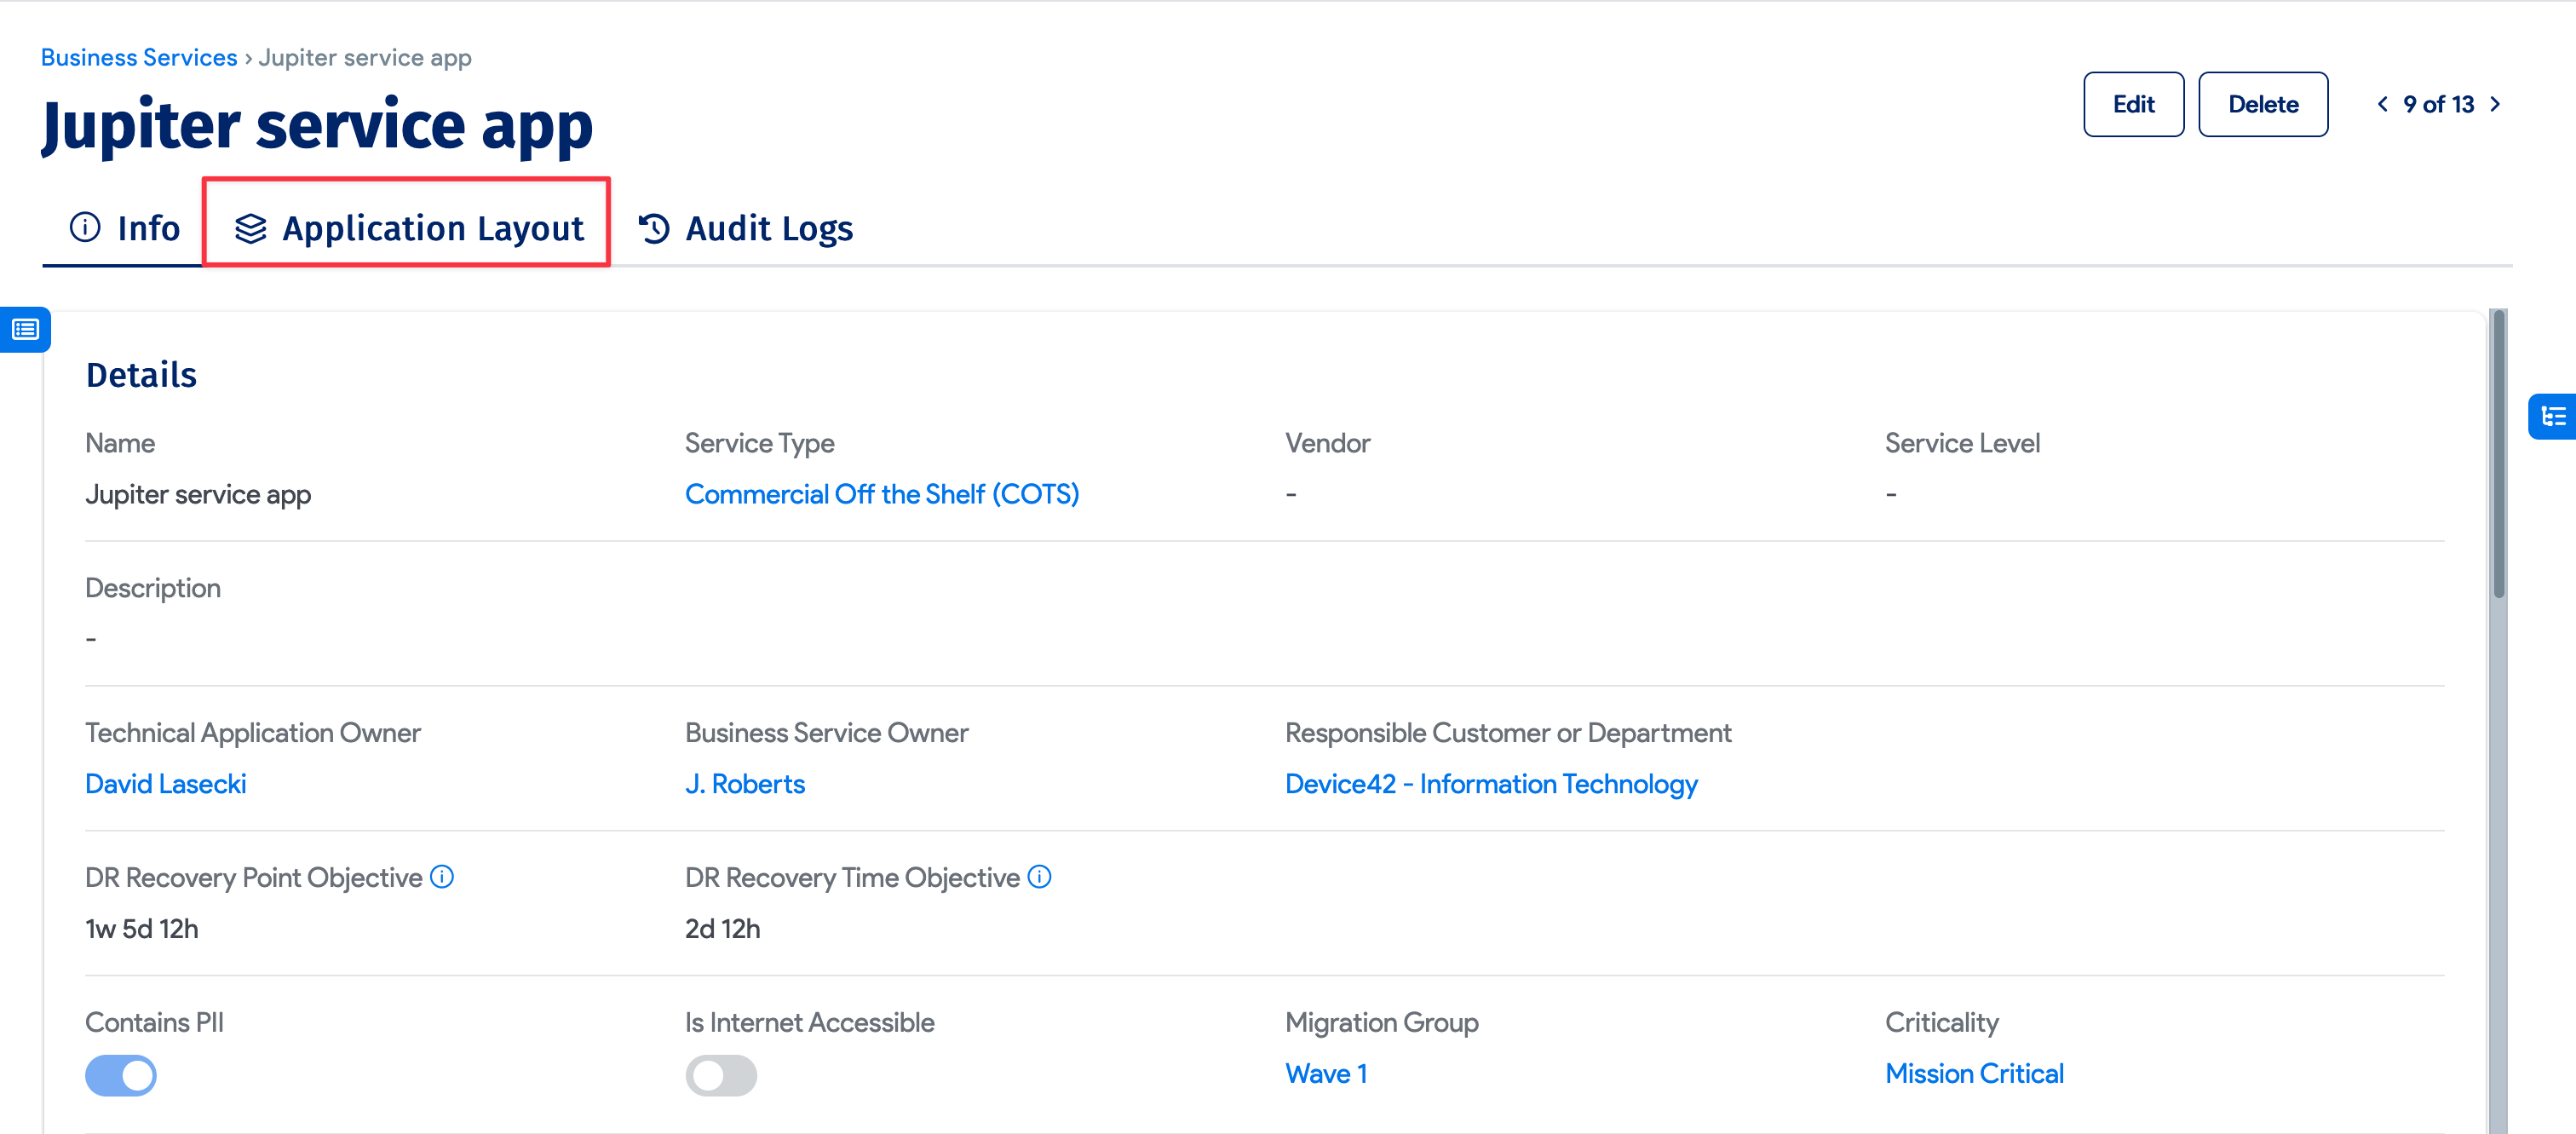 Business Services › Jupiter service app
Jupiter service app
Edit Delete < 9 of 13 >
Info Application Layout Audit Logs
Details
Name Service Type Vendor Service Level
Jupiter service app Commercial Off the Shelf (COTS) - -
Description
-
Technical Application Owner Business Service Owner Responsible Customer or Department
David Lasecki J. Roberts Device42 - Information Technology
DR Recovery Point Objective DR Recovery Time Objective
1w 5d 12h 2d 12h
Contains PII Is Internet Accessible Migration Group Criticality
Wave 1 Mission Critical